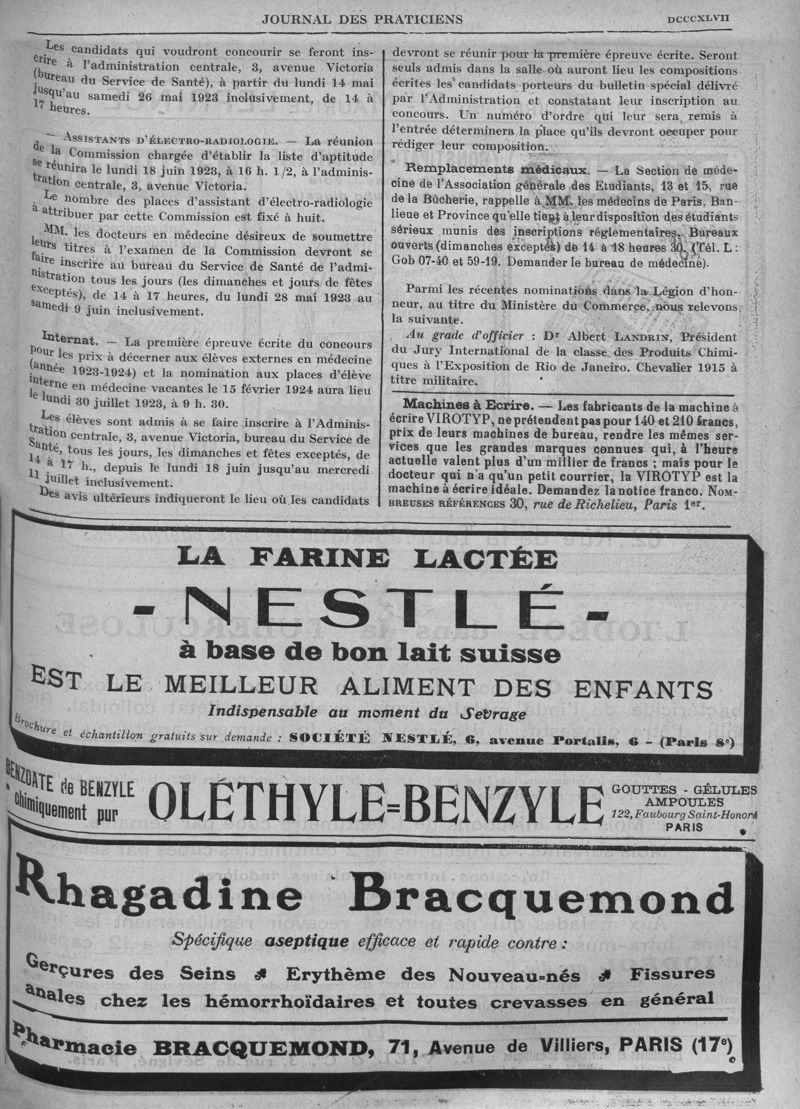 JOURNAL DES PRATICIENS
DCCCXLVII
Les candidats qui voudront concourir se feront ins-
crire à l'administration centrale, 3, avenue Victoria
(bureau du Service de Santé), à partir du lundi 14 mai
jusqu'au samedi 26 mai 1923 inclusivement, de 14 à
17 heures.
ASSISTANTS D'ÉLECTRO-RADIOLOGIE. — La réunion
de la Commission chargée d'établir la liste d'aptitude
se réunira le lundi 18 juin 1923, à 16 h. 1/2, à l'adminis-
tration centrale, 3, avenue Victoria.
Le nombre des places d'assistant d'électro-radiologie
à attribuer par cette Commission est fixé à huit.
MM. les docteurs en médecine désireux de soumettre
leurs titres à l'examen de la Commission devront se
faire inscrire au bureau du Service de Santé de l'admi-
nistration tous les jours (les dimanches et jours de fêtes
exceptés), de 14 à 17 heures, du lundi 28 mai 1923 au
samedi 9 juin inclusivement.
Internat. — La première épreuve écrite du concours
pour les prix à décerner aux élèves externes en médecine
(année 1923-1924) et la nomination aux places d'élève
interne en médecine vacantes le 15 février 1924 aura lieu
le lundi 30 juillet 1923, à 9 h. 30.
Les élèves sont admis à se faire inscrire à l'Adminis-
tration centrale, 3, avenue Victoria, bureau du Service de
Santé, tous les jours, les dimanches et fêtes exceptés, de
14 à 17 h., depuis le lundi 18 juin jusqu'au mercredi
11 juillet inclusivement.
Des avis ultérieurs indiqueront le lieu où les candidats
devront se réunir pour la première épreuve écrite. Seront
seuls admis dans la salle où auront lieu les compositions
écrites les candidats porteurs du bulletin spécial délivré
par l'Administration et constatant leur inscription au
concours. Un numéro d'ordre qui leur sera remis à
l'entrée déterminera la place qu'ils devront occuper pour
rédiger leur composition.
Remplacements médicaux. — La Section de méde-
cine de l'Association générale des Etudiants, 13 et 15, rue
de la Bûcherie, rappelle à MM. les médecins de Paris, Ban-
lieue et Province qu'elle tient à leur disposition des étudiants
sérieux munis des inscriptions réglementaires. Bureaux
ouverts (dimanches exceptés) de 14 à 18 heures 30. (Tél. L :
Gob 07-40 et 59-19. Demander le bureau de médecine).
Parmi les récentes nominations dans la Légion d'hon-
neur, au titre du Ministère du Commerce, nous relevons
la suivante.
Au grade d'officier : Dr Albert LANDRIN, Président
du Jury International de la classe des Produits Chimi-
ques à l'Exposition de Rio de Janeiro. Chevalier 1915 à
titre militaire.
Machines à Ecrire. — Les fabricants de la machine à
écrire VIROTYP, ne prétendent pas pour 140 et 210 francs,
prix de leurs machines de bureau, rendre les mêmes ser-
vices que les grandes marques connues qui, à l'heure
actuelle valent plus d'un millier de francs ; mais pour le
docteur qui n'a qu'un petit courrier, la VIROTYP est la
machine à écrire idéale. Demandez la notice franco. NOM-
BREUSES RÉFÉRENCES 30, rue de Richelieu, Paris 1er.
LA FARINE LACTÉE
- NESTLÉ -
à base de bon lait suisse
EST LE MEILLEUR ALIMENT DES ENFANTS
Indispensable au moment du Sevrage
Brochure et échantillon gratuits sur demande : SOCIÉTÉ NESTLÉ, 6, avenue Portalis, 6 - (Paris 8e)
BENZOATE de BENZYLE
chimiquement pur
OLÉTHYLE=BENZYLE
GOUTTES - GÉLULES
AMPOULES
122, Faubourg Saint-Honoré
PARIS
Rhagadine Bracquemond
Spécifique aseptique efficace et rapide contre :
Gerçures des Seins Erythème des Nouveau=nés Fissures
anales chez les hémorrhoïdaires et toutes crevasses en général
Pharmacie BRACQUEMOND, 71, Avenue de Villiers, PARIS (17e)